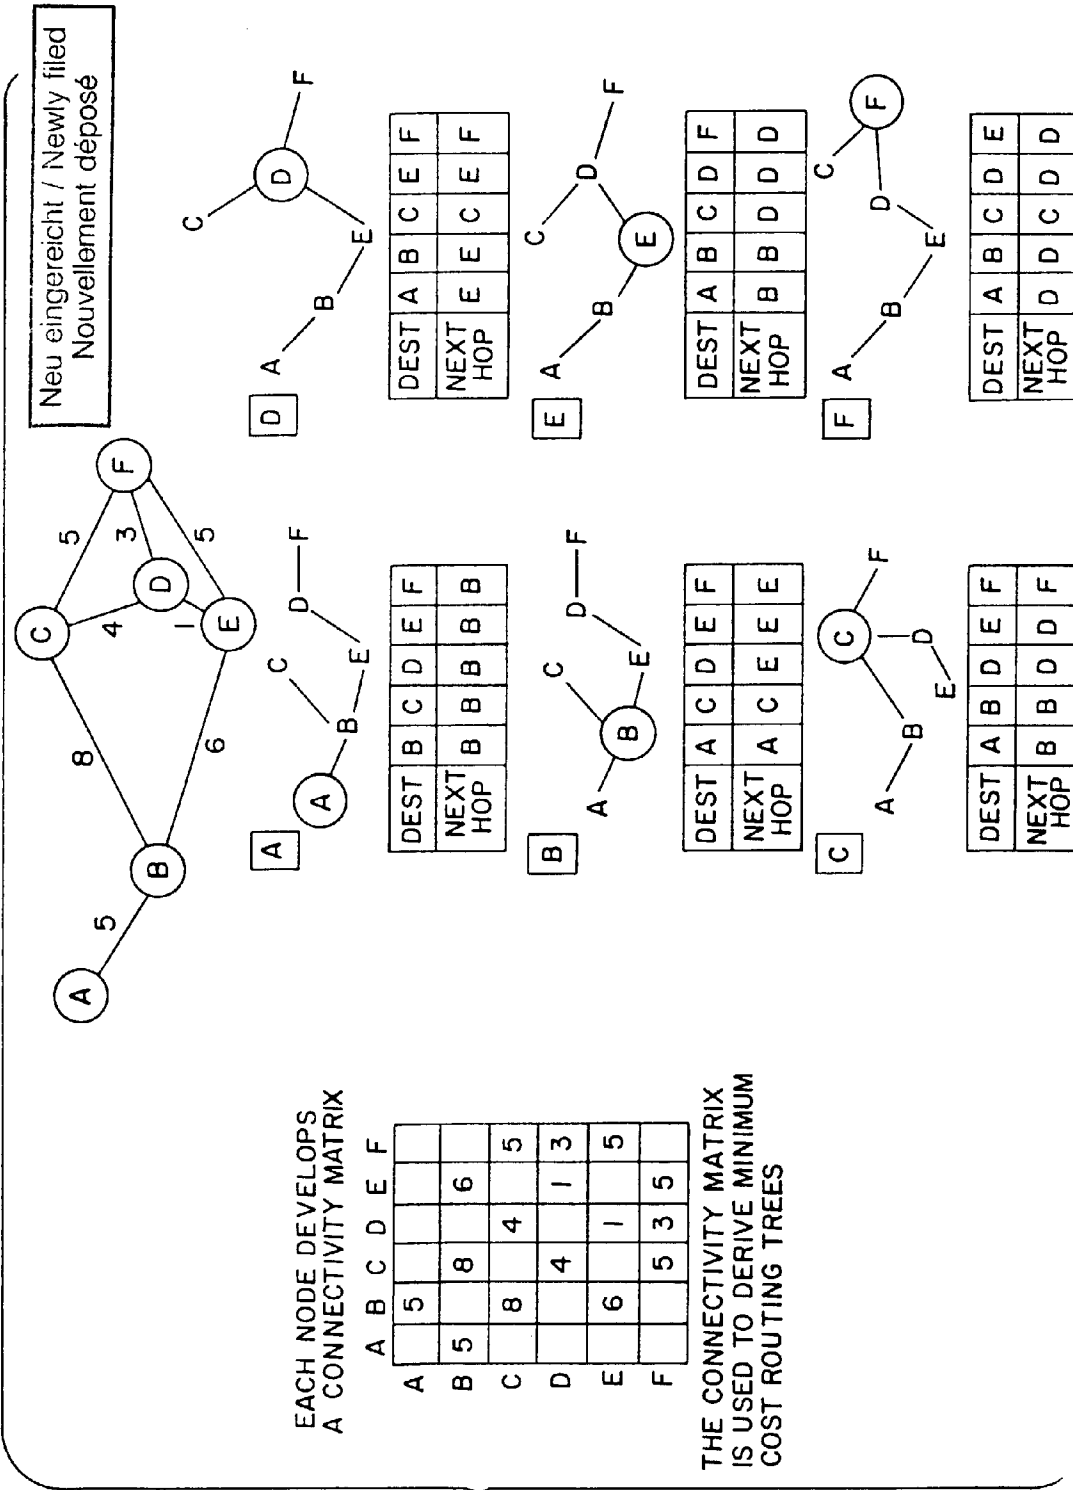 Neu eingereicht / Newly filed
Nouvellement déposé
A
5
B
8
6
C
4
5
D
1
3
E
5
F
EACH NODE DEVELOPS
A CONNECTIVITY MATRIX
A B C D E F
A 5
B 5 8 6
C 8 4 5
D 4 1 3
E 6 1 5
F 5 3 5
THE CONNECTIVITY MATRIX
IS USED TO DERIVE MINIMUM
COST ROUTING TREES
A
A B C E D F
DEST B C D E F
NEXT HOP B B B B B
D
A B E C D F
DEST A B C E F
NEXT HOP E E C E F
B
A B C E D F
DEST A C D E F
NEXT HOP A C E E E
E
A B E C D F
DEST A B C D F
NEXT HOP B B D D D
C
A B C E D F
DEST A B D E F
NEXT HOP B B D D F
F
A B E D C F
DEST A B C D E
NEXT HOP D D C D D